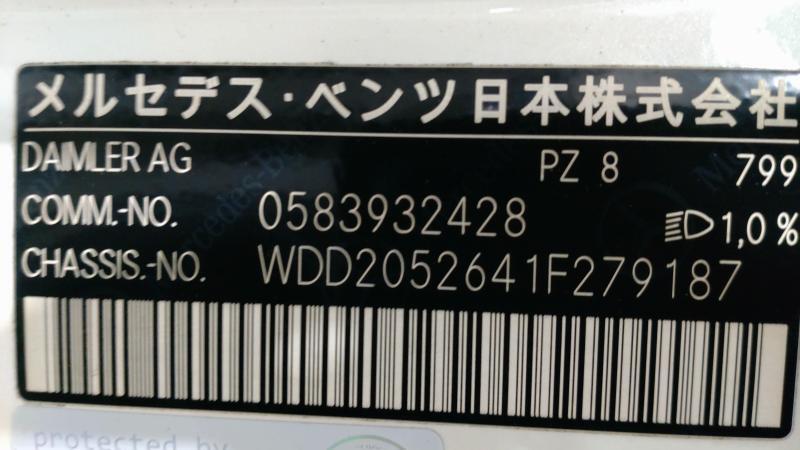 メルセデス・ベンツ日本株式会社
DAIMLER AG PZ 8 799
COMM.-NO. 0583932428 1,0 %
CHASSIS.-NO. WDD2052641F279187
protected by